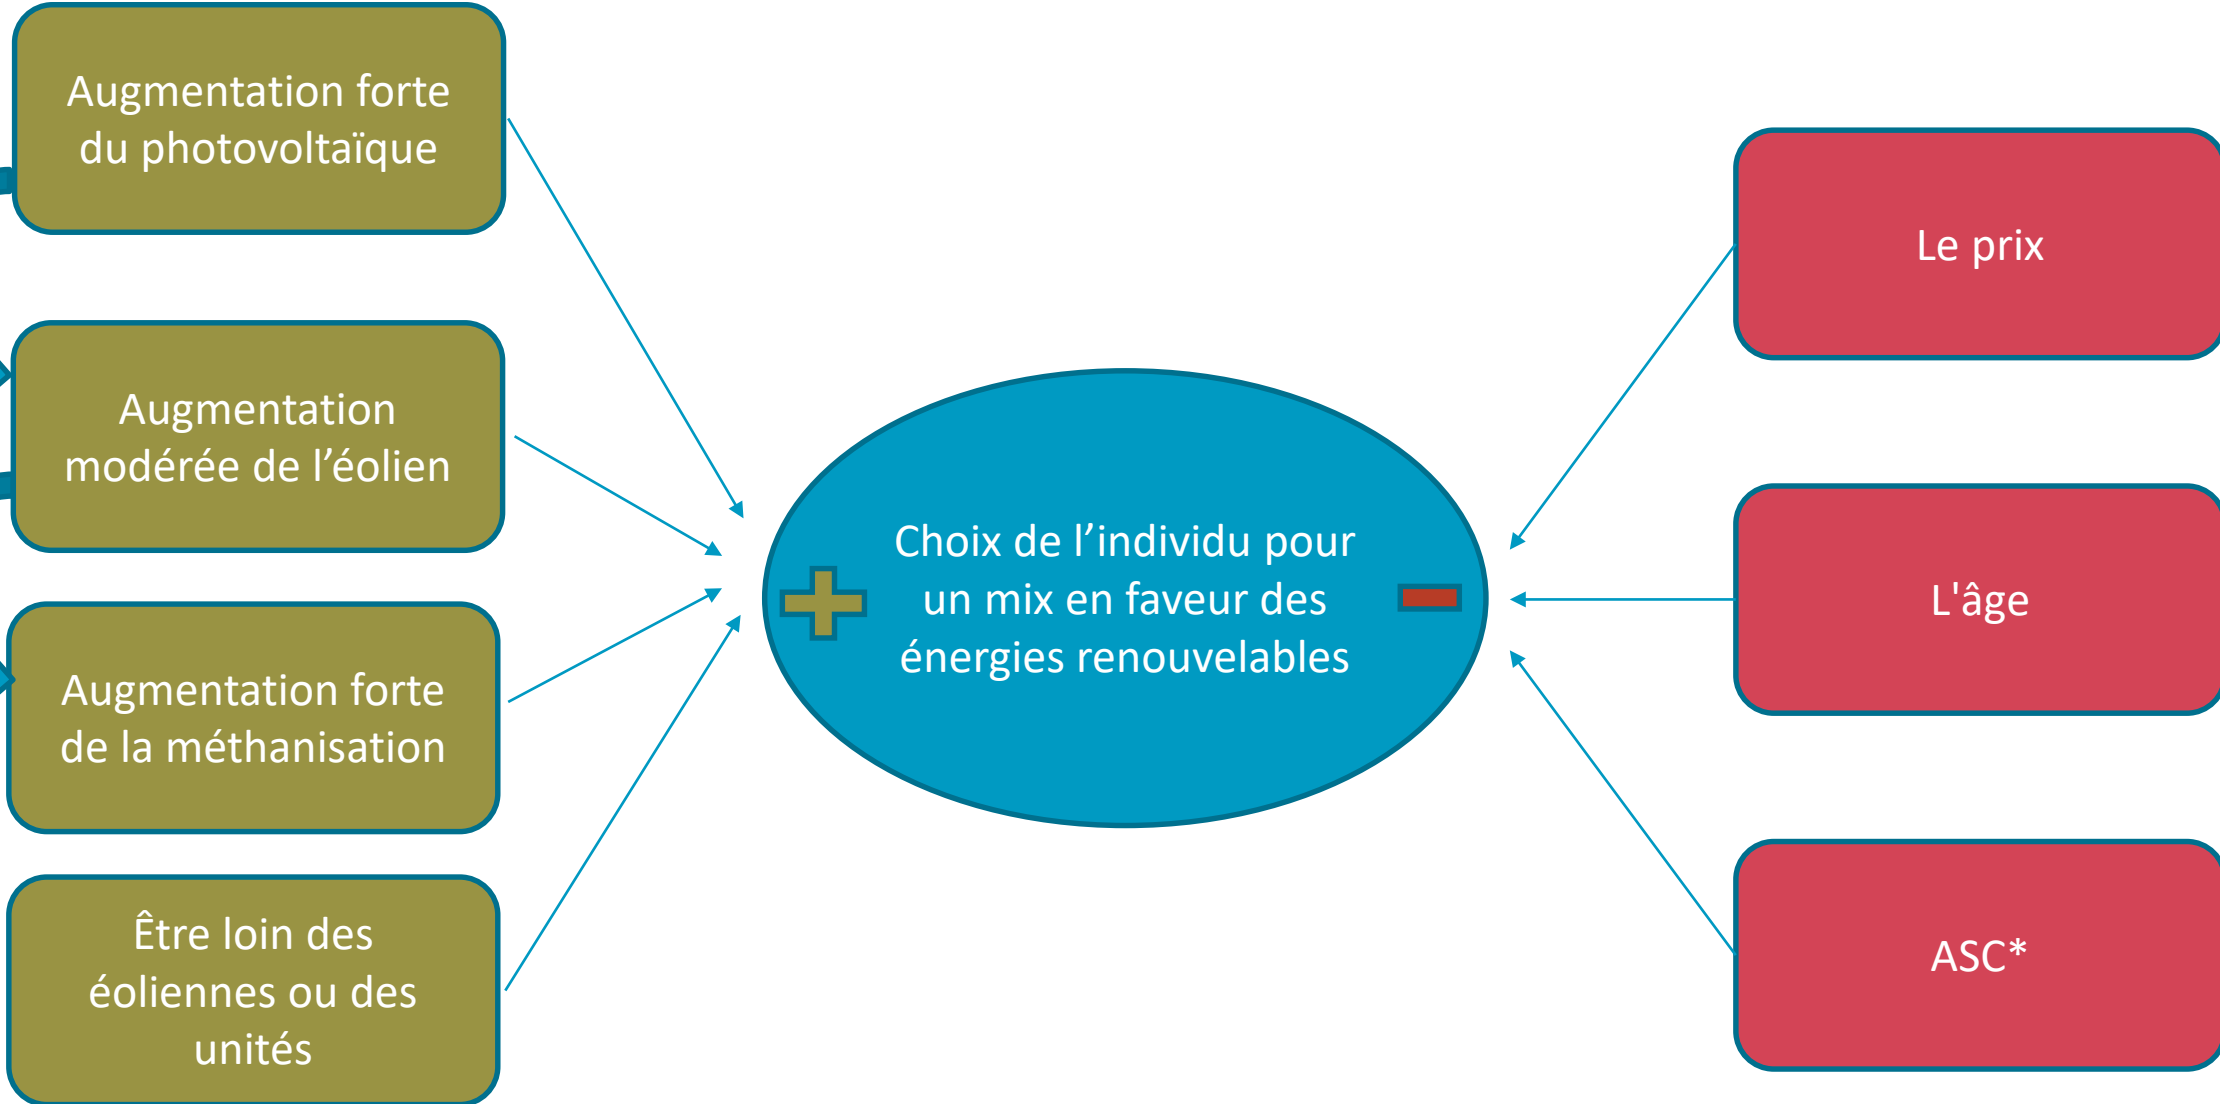 Augmentation forte
du photovoltaïque
Augmentation
modérée de l’éolien
Augmentation forte
de la méthanisation
Être loin des
éoliennes ou des
unités
Choix de l’individu pour
un mix en faveur des
énergies renouvelables
Le prix
L'âge
ASC*